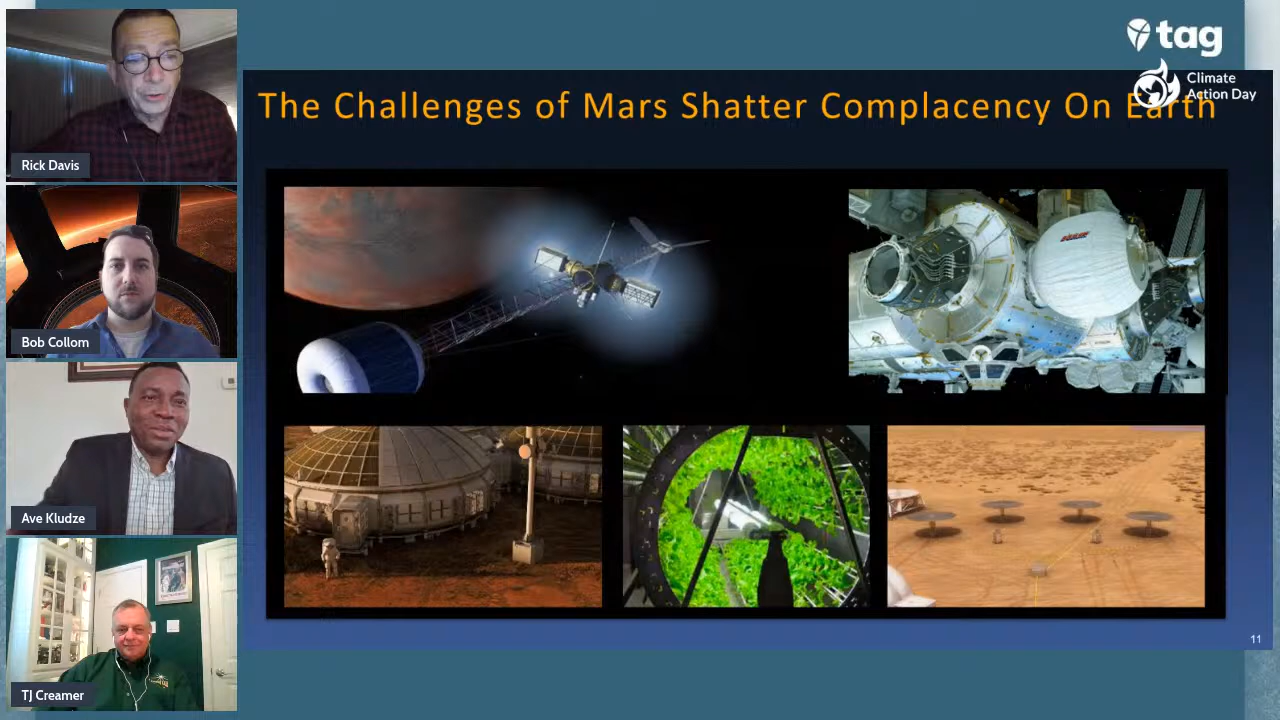 tag
Climate
Action Day
The Challenges of Mars Shatter Complacency On Earth
Rick Davis
Bob Collom
Ave Kludze
TJ Creamer
11